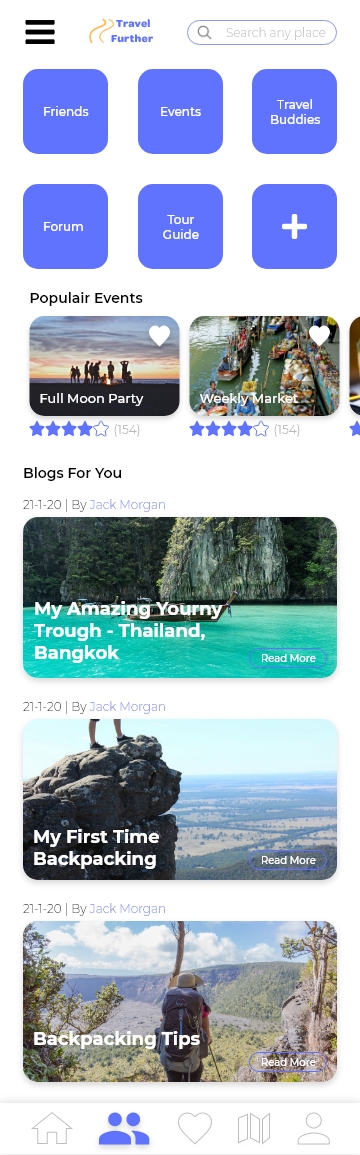 Travel
Further
Search any place
Friends
Events
Travel
Buddies
Forum
Tour
Guide
Populair Events
Full Moon Party
Weekly Market
(154)
(154)
Blogs For You
21-1-20 | By Jack Morgan
My Amazing Yourny
Trough - Thailand,
Bangkok
Read More
21-1-20 | By Jack Morgan
My First Time
Backpacking
Read More
21-1-20 | By Jack Morgan
Backpacking Tips
Read More